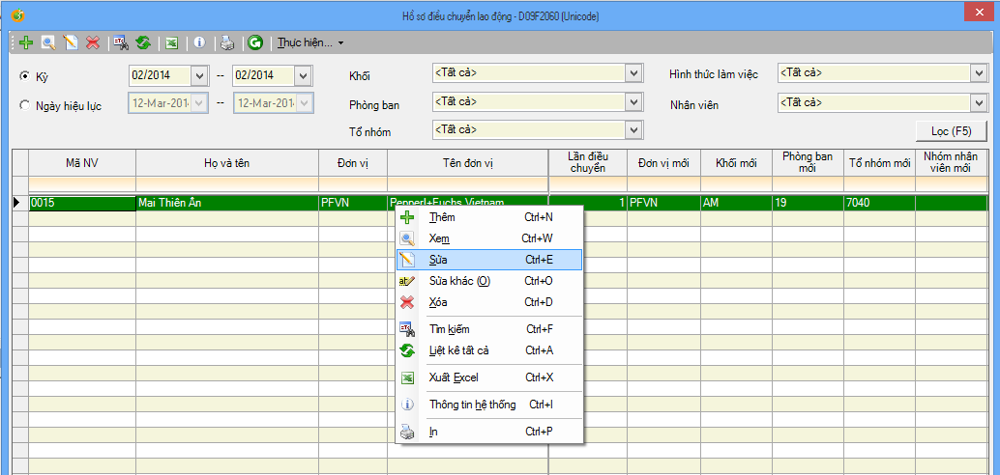 Hồ sơ điều chuyển lao động - D09F2060 (Unicode)
Thực hiện...
Kỳ 02/2014 -- 02/2014 Khối <Tất cả> Hình thức làm việc <Tất cả>
Ngày hiệu lực 12-Mar-201 -- 12-Mar-201 Phòng ban <Tất cả> Nhân viên <Tất cả>
Tổ nhóm <Tất cả> Lọc (F5)
Mã NV Họ và tên Đơn vị Tên đơn vị Lần điều chuyển Đơn vị mới Khối mới Phòng ban mới Tổ nhóm mới Nhóm nhân viên mới
0015 Mai Thiên Ân PFVN Pepperl+Fuchs Vietnam 1 PFVN AM 19 7040
Thêm Ctrl+N
Xem Ctrl+W
Sửa Ctrl+E
Sửa khác (O) Ctrl+O
Xóa Ctrl+D
Tìm kiếm Ctrl+F
Liệt kê tất cả Ctrl+A
Xuất Excel Ctrl+X
Thông tin hệ thống Ctrl+I
In Ctrl+P